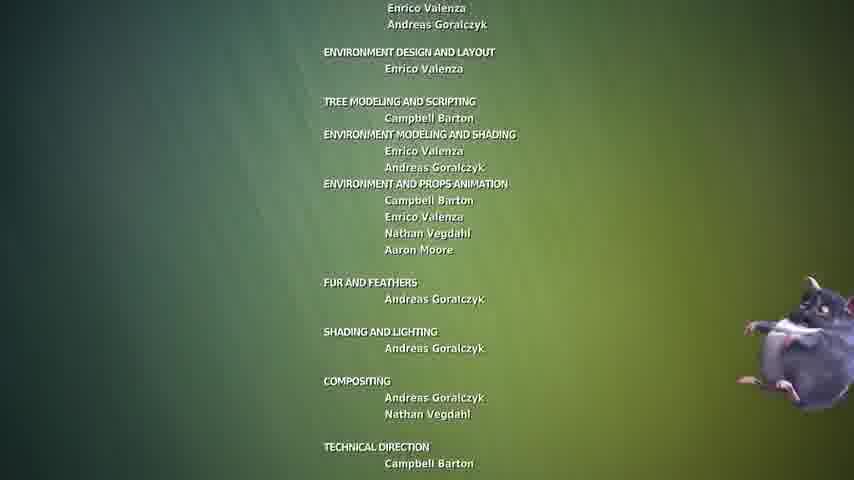 Enrico Valenza
Andreas Goralczyk
ENVIRONMENT DESIGN AND LAYOUT
Enrico Valenza
TREE MODELING AND SCRIPTING
Campbell Barton
ENVIRONMENT MODELING AND SHADING
Enrico Valenza
Andreas Goralczyk
ENVIRONMENT AND PROPS ANIMATION
Campbell Barton
Enrico Valenza
Nathan Vegdahl
Aaron Moore
FUR AND FEATHERS
Andreas Goralczyk
SHADING AND LIGHTING
Andreas Goralczyk
COMPOSITING
Andreas Goralczyk
Nathan Vegdahl
TECHNICAL DIRECTION
Campbell Barton